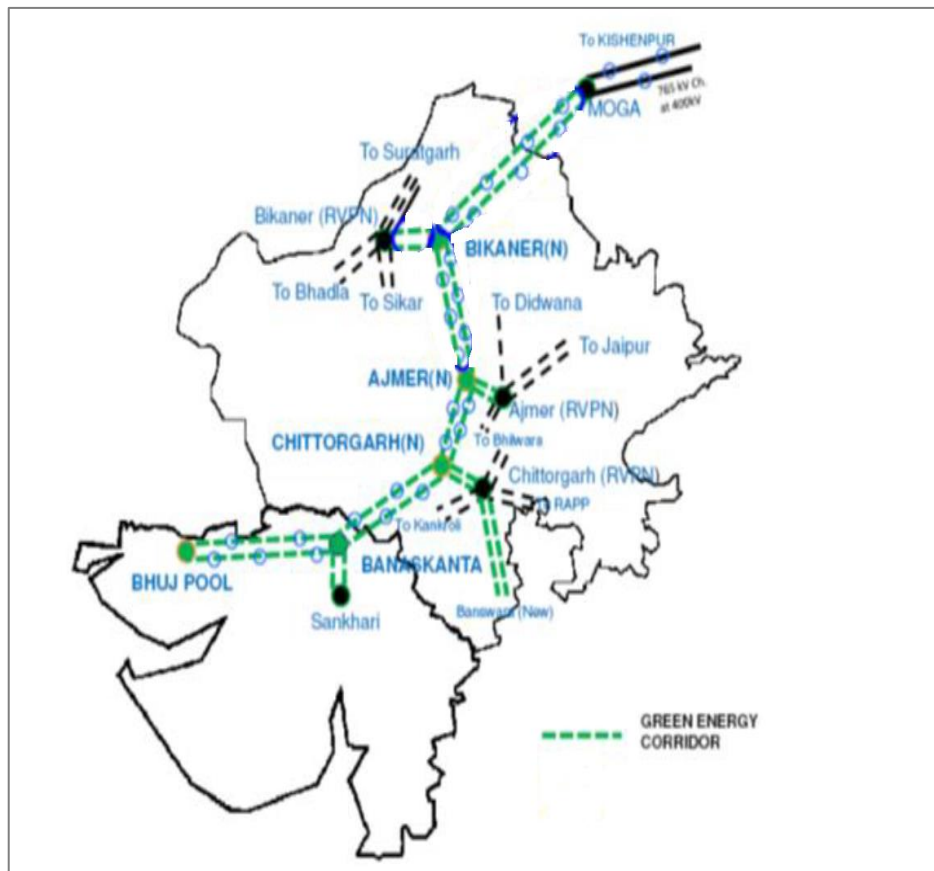 To KISHENPUR
765 kV Ch.
at 400kV
MOGA
To Suratgarh
Bikaner (RVPN)
BIKANER(N)
To Bhadla
To Sikar
To Didwana
To Jaipur
AJMER(N)
Ajmer (RVPN)
To Bhilwara
CHITTORGARH(N)
Chittorgarh (RVRN)
To RAPP
To Kankroli
BANASKANTA
BHUJ POOL
Banswara (New)
Sankhari
GREEN ENERGY
CORRIDOR